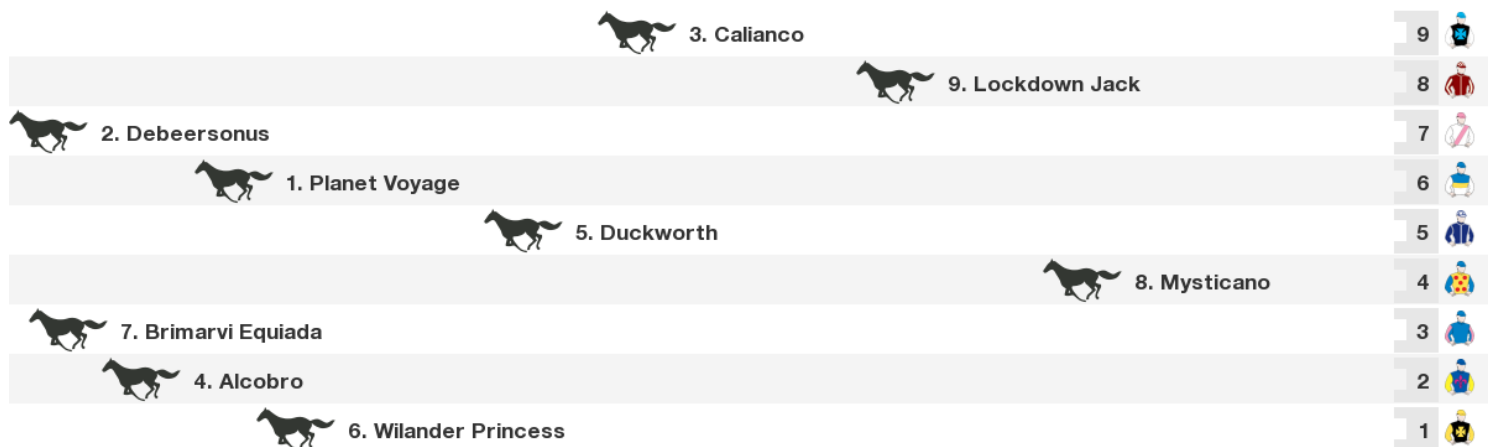 3. Calianco 9
9. Lockdown Jack 8
2. Debeersonus 7
1. Planet Voyage 6
5. Duckworth 5
8. Mysticano 4
7. Brimarvi Equiada 3
4. Alcobro 2
6. Wilander Princess 1